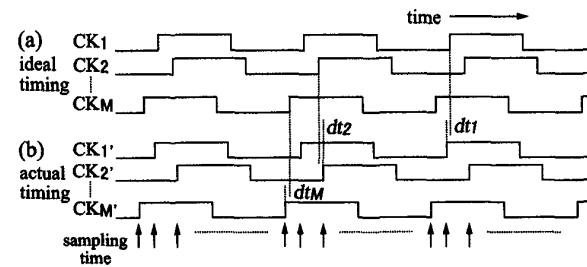 time
(a) CK1
ideal timing CK2
CKM
dt2 dt1
(b) CK1'
actual timing CK2'
dtM
CKM'
sampling time